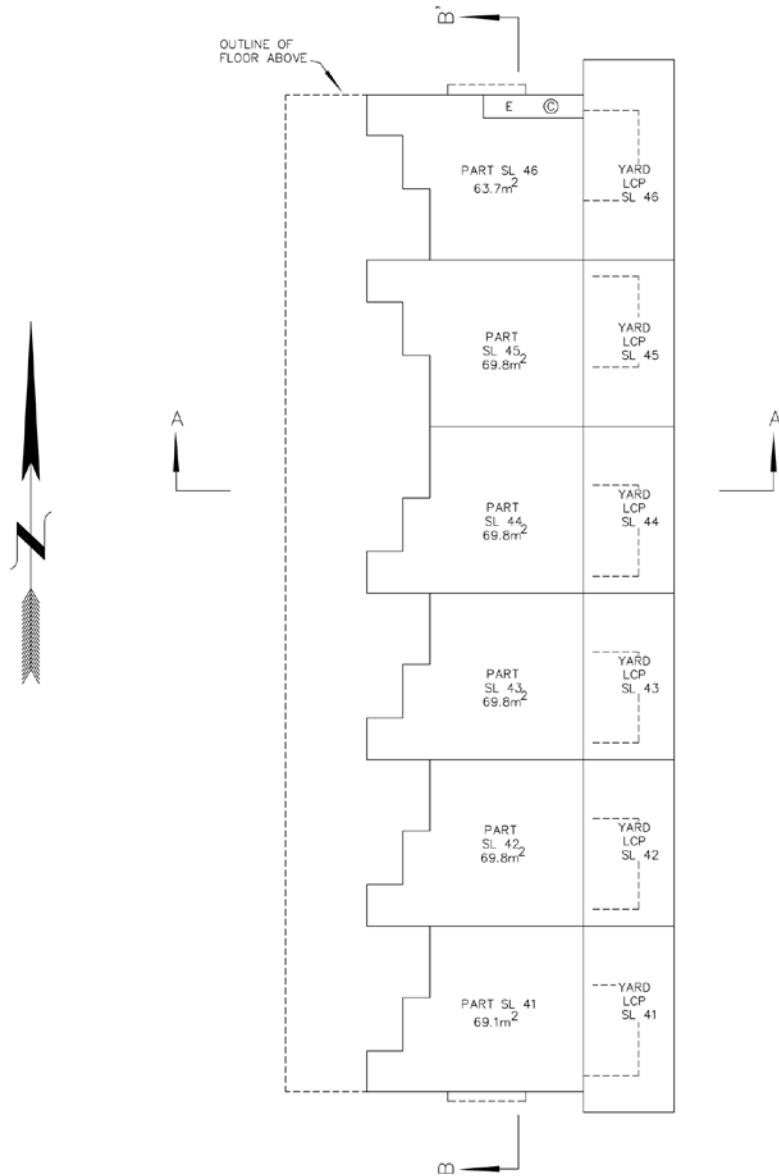 B'
OUTLINE OF
FLOOR ABOVE
E
©
PART SL 46
63.7m²
YARD
LCP
SL 46
PART
SL 45
69.8m²
YARD
LCP
SL 45
A
A
PART
SL 44
69.8m²
YARD
LCP
SL 44
N
PART
SL 43
69.8m²
YARD
LCP
SL 43
PART
SL 42
69.8m²
YARD
LCP
SL 42
PART SL 41
69.1m²
YARD
LCP
SL 41
B